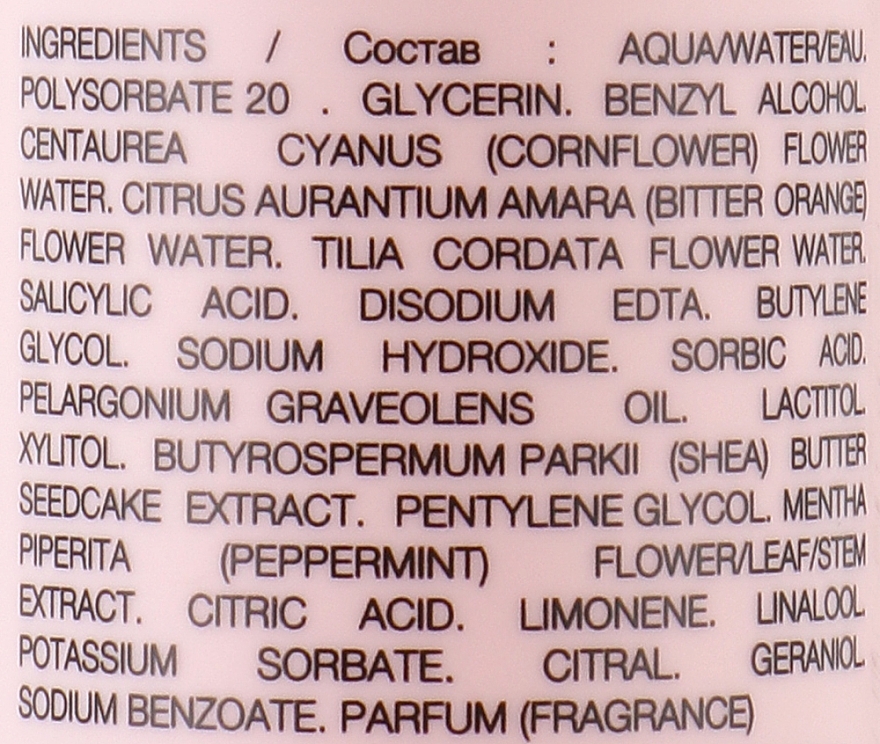 INGREDIENTS / Состав : AQUA/WATER/EAU.
POLYSORBATE 20 . GLYCERIN. BENZYL ALCOHOL.
CENTAUREA CYANUS (CORNFLOWER) FLOWER
WATER. CITRUS AURANTIUM AMARA (BITTER ORANGE)
FLOWER WATER. TILIA CORDATA FLOWER WATER.
SALICYLIC ACID. DISODIUM EDTA. BUTYLENE
GLYCOL. SODIUM HYDROXIDE. SORBIC ACID.
PELARGONIUM GRAVEOLENS OIL. LACTITOL.
XYLITOL. BUTYROSPERMUM PARKII (SHEA) BUTTER
SEEDCAKE EXTRACT. PENTYLENE GLYCOL. MENTHA
PIPERITA (PEPPERMINT) FLOWER/LEAF/STEM
EXTRACT. CITRIC ACID. LIMONENE. LINALOOL.
POTASSIUM SORBATE. CITRAL. GERANIOL.
SODIUM BENZOATE. PARFUM (FRAGRANCE)